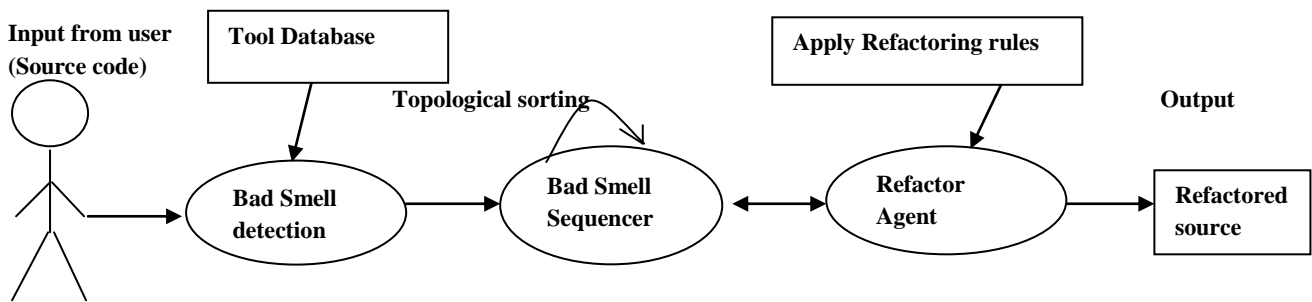 Input from user
(Source code)
Tool Database
Apply Refactoring rules
Topological sorting
Output
Bad Smell
detection
Bad Smell
Sequencer
Refactor
Agent
Refactored
source